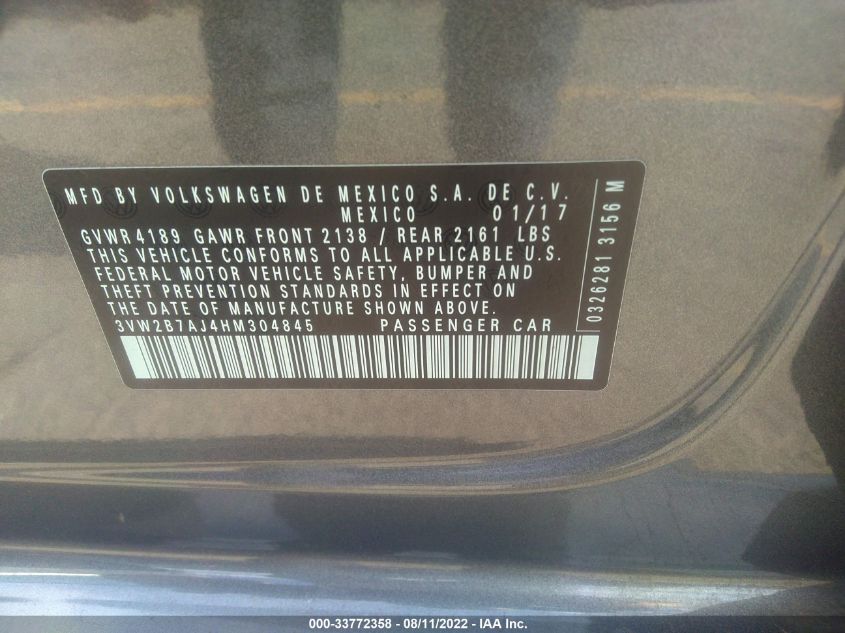 MFD BY VOLKSWAGEN DE MEXICO S.A. DE C.V.
MEXICO 01/17
GVWR 4189 GAWR FRONT 2138 / REAR 2161 LBS
THIS VEHICLE CONFORMS TO ALL APPLICABLE U.S.
FEDERAL MOTOR VEHICLE SAFETY, BUMPER AND
THEFT PREVENTION STANDARDS IN EFFECT ON
THE DATE OF MANUFACTURE SHOWN ABOVE.
3VW2B7AJ4HM304845 PASSENGER CAR
0326281 3156 M
000-33772358 - 08/11/2022 - IAA Inc.